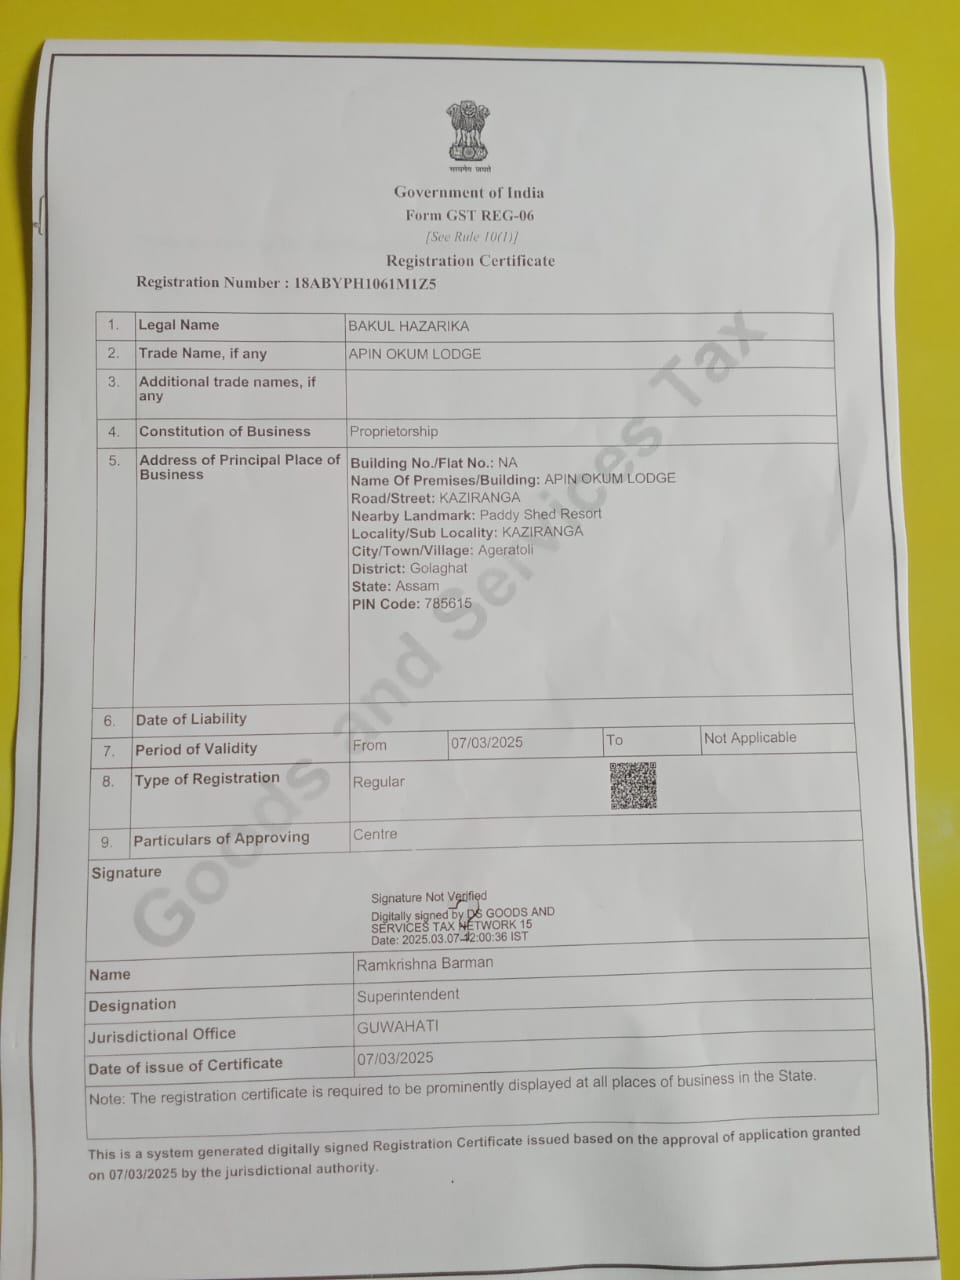 सत्यमेव जयते
Government of India
Form GST REG-06
[See Rule 10(1)]
Registration Certificate
Registration Number : 18ABYPH1061M1Z5
1. Legal Name BAKUL HAZARIKA
2. Trade Name, if any APIN OKUM LODGE
3. Additional trade names, if
any
4. Constitution of Business Proprietorship
5. Address of Principal Place of
Business
Building No./Flat No.: NA
Name Of Premises/Building: APIN OKUM LODGE
Road/Street: KAZIRANGA
Nearby Landmark: Paddy Shed Resort
Locality/Sub Locality: KAZIRANGA
City/Town/Village: Ageratoli
District: Golaghat
State: Assam
PIN Code: 785615
6. Date of Liability
7. Period of Validity From 07/03/2025 To Not Applicable
8. Type of Registration Regular
9. Particulars of Approving Centre
Signature
Signature Not Verified
Digitally signed by DS GOODS AND
SERVICES TAX NETWORK 15
Date: 2025.03.07 12:00:36 IST
Name Ramkrishna Barman
Designation Superintendent
Jurisdictional Office GUWAHATI
Date of issue of Certificate 07/03/2025
Note: The registration certificate is required to be prominently displayed at all places of business in the State.
This is a system generated digitally signed Registration Certificate issued based on the approval of application granted
on 07/03/2025 by the jurisdictional authority.
Goods and Services Tax